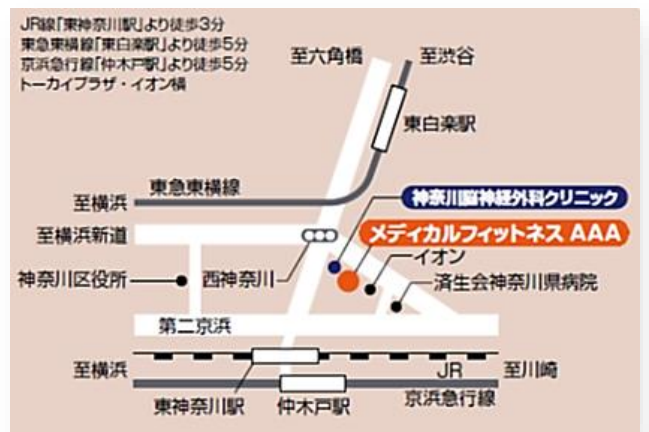 JR線「東神奈川駅」より徒歩3分
東急東横線「東白楽駅」より徒歩5分
京浜急行線「仲木戸駅」より徒歩5分
トーカイプラザ・イオン横
至六角橋
至渋谷
東白楽駅
東急東横線
至横浜
神奈川脳神経外科クリニック
至横浜新道
メディカルフィットネス AAA
イオン
神奈川区役所
西神奈川
済生会神奈川県病院
第二京浜
至横浜
JR
至川崎
京浜急行線
東神奈川駅
仲木戸駅